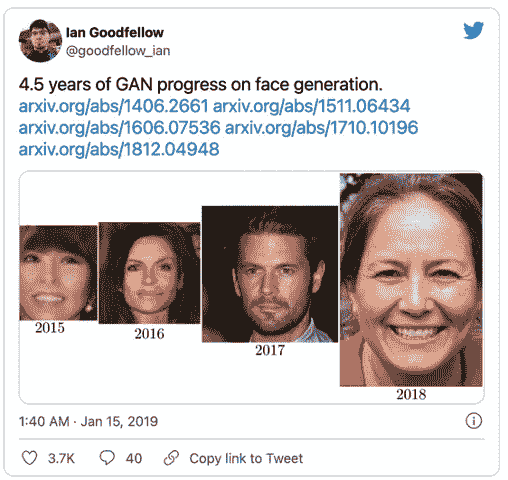 Ian Goodfellow
@goodfellow_ian
4.5 years of GAN progress on face generation.
arxiv.org/abs/1406.2661 arxiv.org/abs/1511.06434
arxiv.org/abs/1606.07536 arxiv.org/abs/1710.10196
arxiv.org/abs/1812.04948
2015
2016
2017
2018
1:40 AM · Jan 15, 2019
3.7K 40 Copy link to Tweet